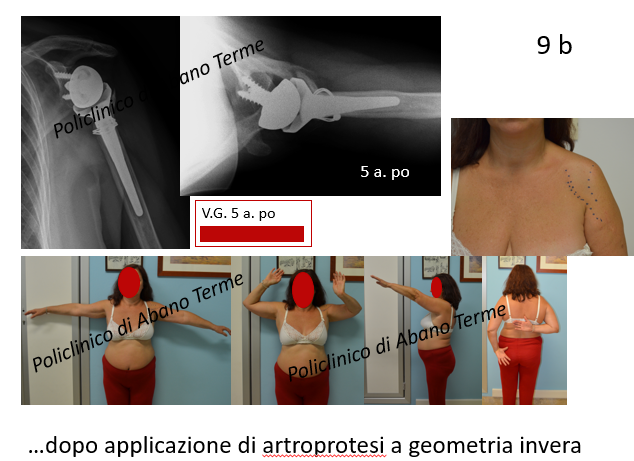 9 b
Policlinico di Abano Terme
5 a. po
V.G. 5 a. po
Policlinico di Abano Terme
Policlinico di Abano Terme
…dopo applicazione di artroprotesi a geometria invera